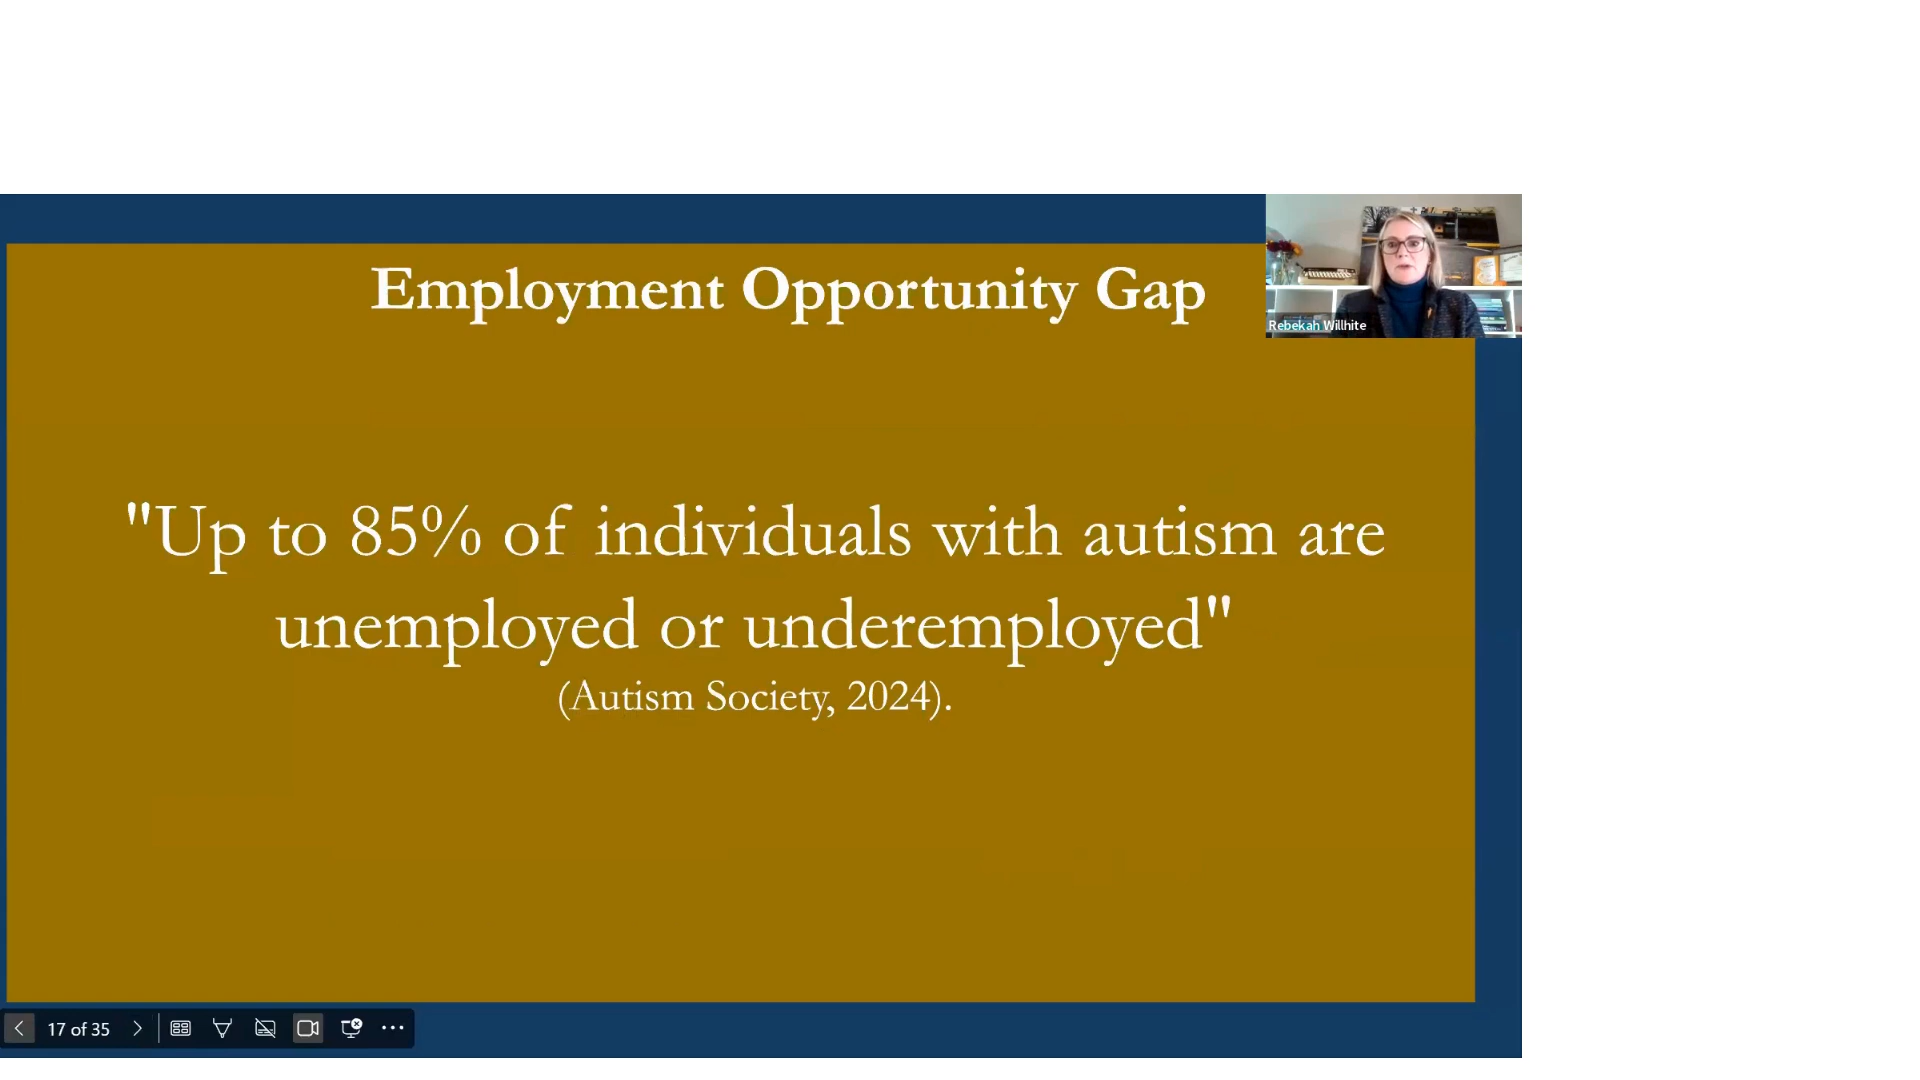 Employment Opportunity Gap
Rebekah Willhite
"Up to 85% of individuals with autism are
unemployed or underemployed"
(Autism Society, 2024).
17 of 35